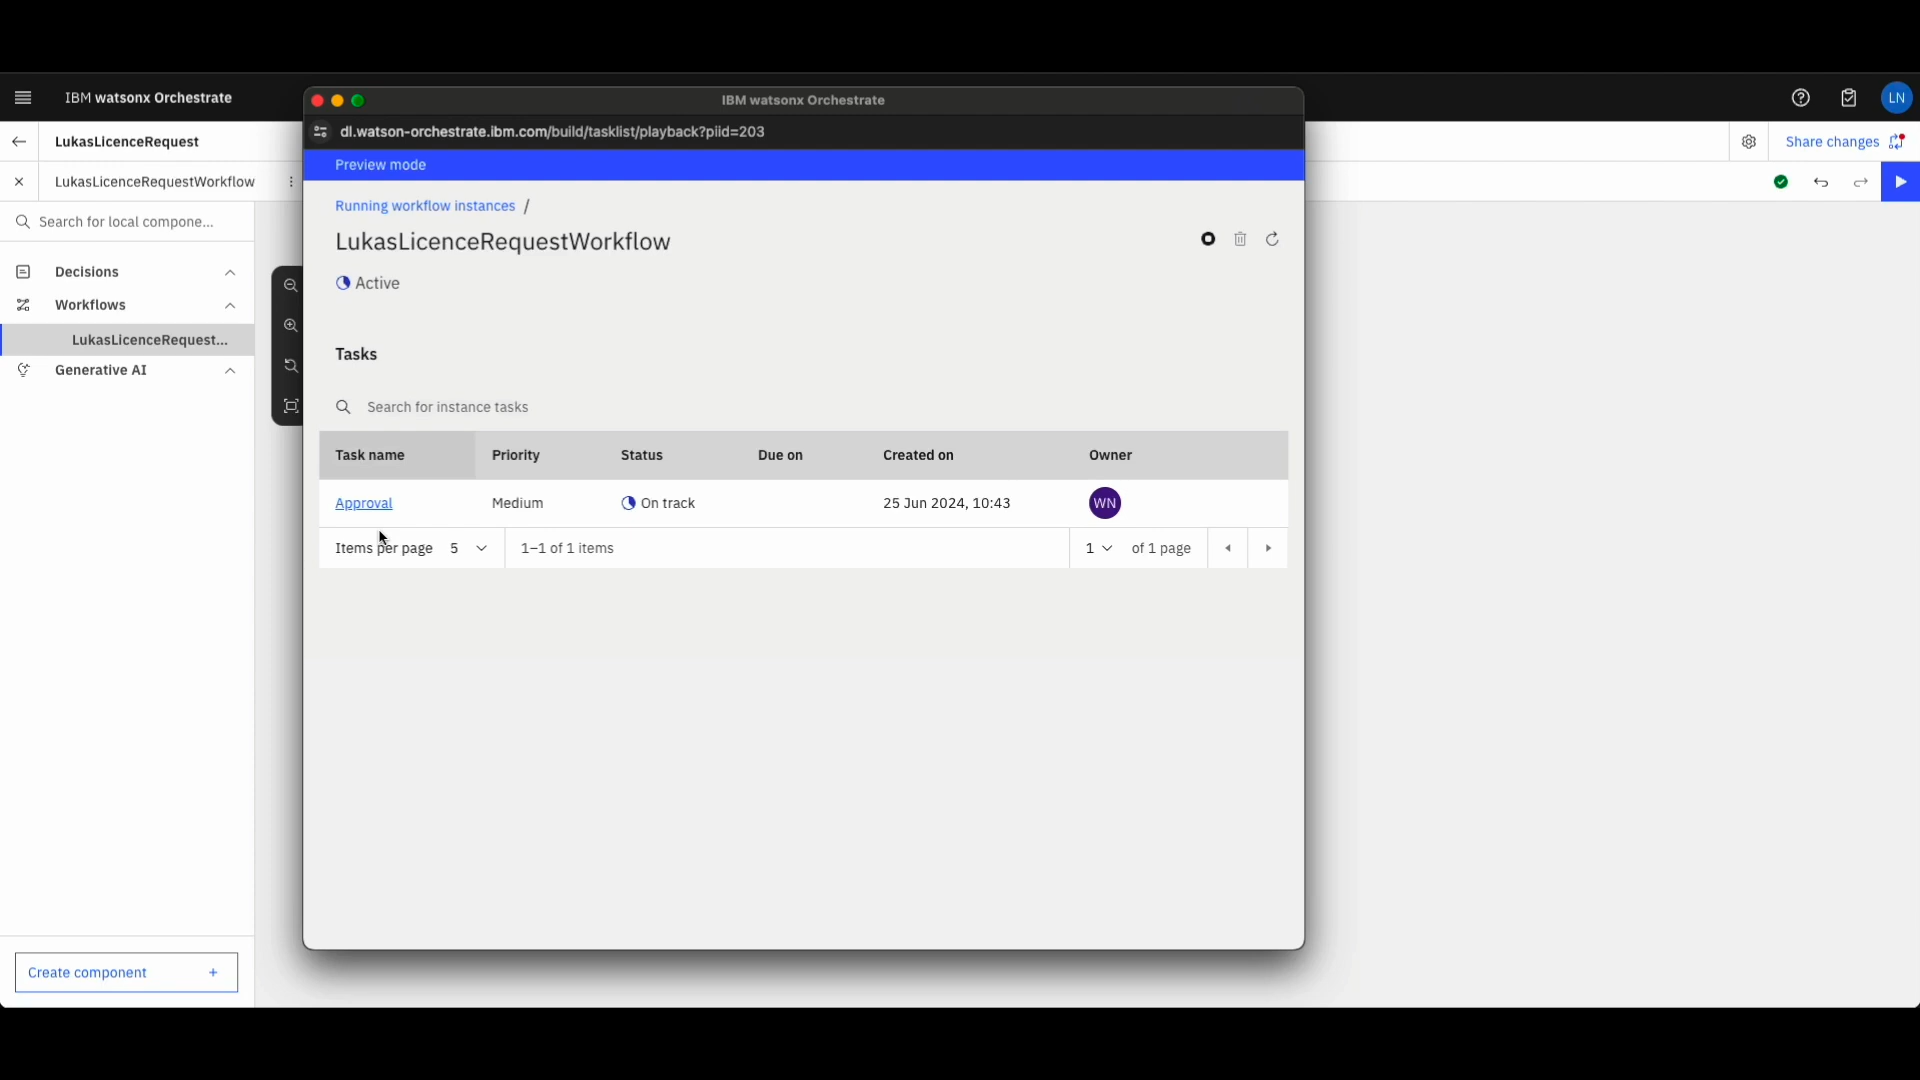 IBM watsonx Orchestrate
LN
LukasLicenceRequest
Share changes
LukasLicenceRequestWorkflow
Search for local compone...
Decisions
Workflows
LukasLicenceRequest...
Generative AI
Create component +
IBM watsonx Orchestrate
dl.watson-orchestrate.ibm.com/build/tasklist/playback?piid=203
Preview mode
Running workflow instances /
LukasLicenceRequestWorkflow
Active
Tasks
Search for instance tasks
Task name Priority Status Due on Created on Owner
Approval Medium On track 25 Jun 2024, 10:43 WN
Items per page 5 1–1 of 1 items 1 of 1 page